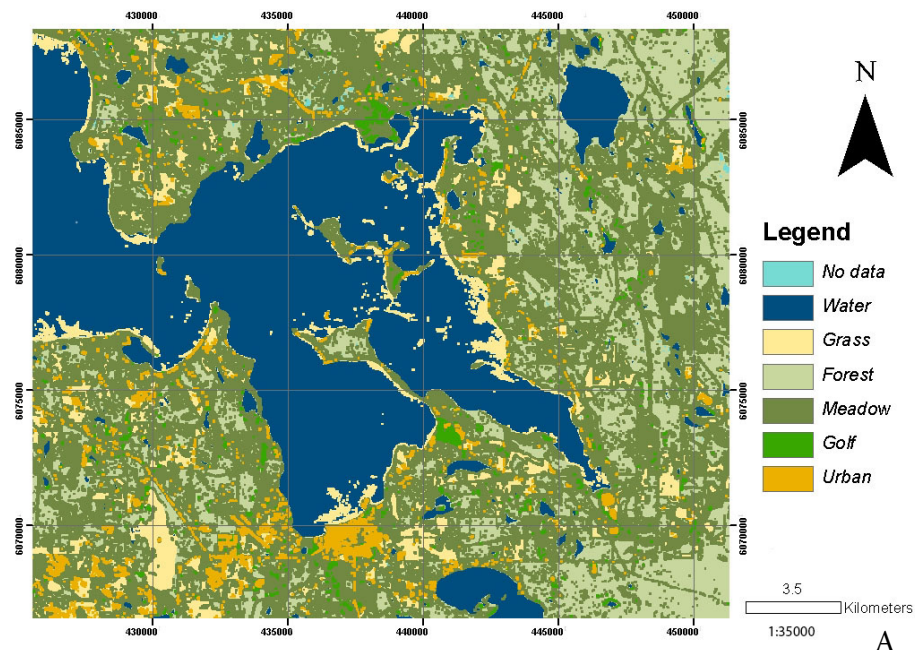 430000 435000 440000 445000 450000
6085000 6085000
6080000 6080000
6075000 6075000
6070000 6070000
430000 435000 440000 445000 450000
N
Legend
No data
Water
Grass
Forest
Meadow
Golf
Urban
3.5
Kilometers
1:35000
A